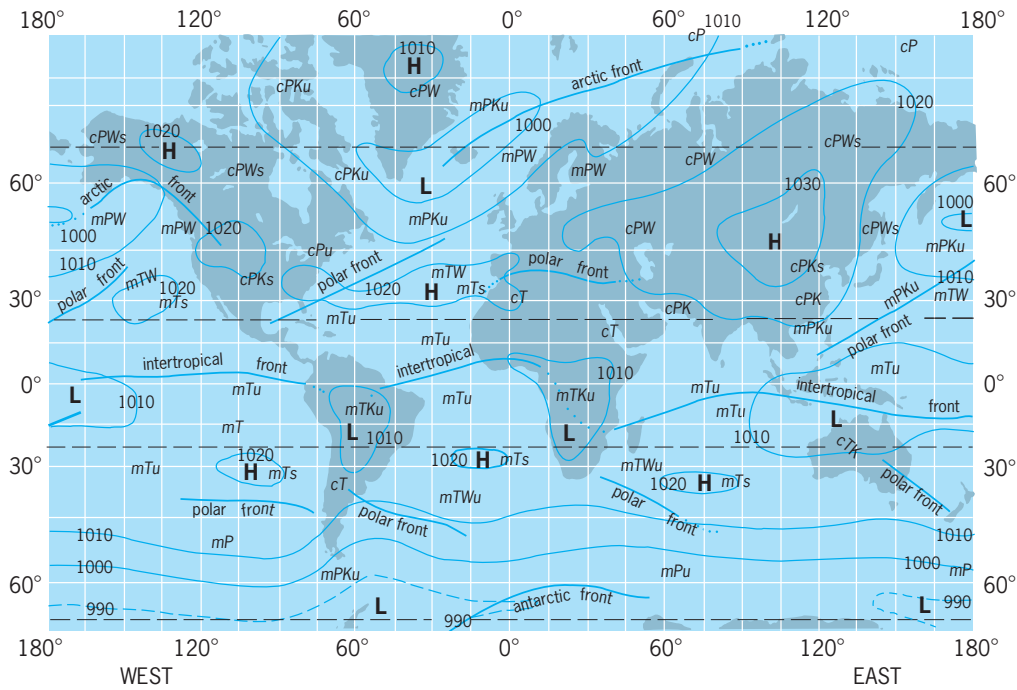 180° 120° 60° 0° 60° 1010 120° 180°
cP
cP
1010
H
cPKu
cPW
arctic front
mPKu
1020
1000
1020
cPWs
H
cPWs
mPW
cPW
cPWs
cPKu
mPW
L
1030
60°
60°
arctic front
mPW
mPW
1020
mPKu
cPW
cPWs
1000
L
1000
H
mPKu
cPu
1010
cPKs
mTW
polar front
polar front
cPKs
1010
1020
mTs
polar front
1020
H
mTs
cT
mPKu
mTW
30°
30°
mTu
cPK
cPK
mPKu
cT
mTu
polar front
intertropical front
intertropical
1010
mTu
0°
0°
L
1010
mTu
mTKu
mTu
mTKu
mTu
mTu
intertropical front
mT
L
1010
L
1010
L
cTK
1020
H
mTs
1020
H
mTs
mTWu
30°
30°
mTu
cT
mTWu
1020
H
mTs
polar front
polar front
polar front
polar front
1010
1010
mP
1000
1000
mP
mPKu
mPu
60°
60°
990
L
990
antarctic front
L
990
180° 120° 60° 0° 60° 120° 180°
WEST EAST